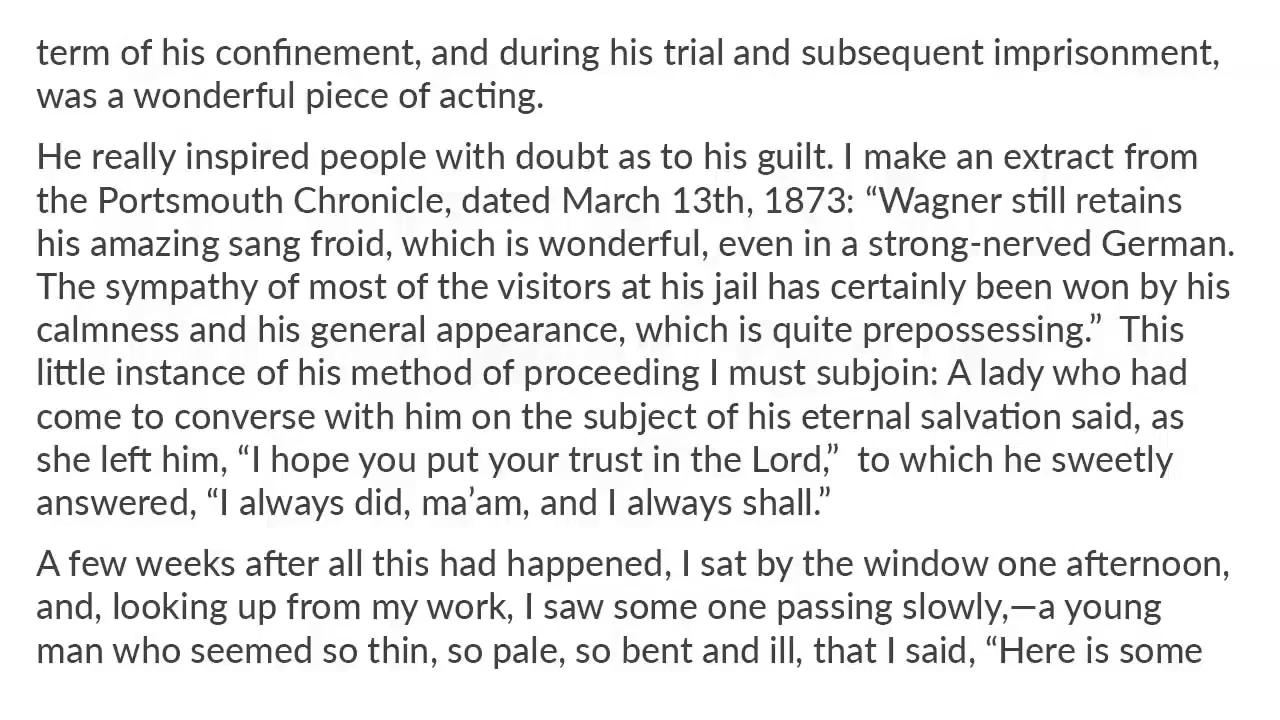 term of his confinement, and during his trial and subsequent imprisonment,
was a wonderful piece of acting.
He really inspired people with doubt as to his guilt. I make an extract from
the Portsmouth Chronicle, dated March 13th, 1873: “Wagner still retains
his amazing sang froid, which is wonderful, even in a strong-nerved German.
The sympathy of most of the visitors at his jail has certainly been won by his
calmness and his general appearance, which is quite prepossessing.”  This
little instance of his method of proceeding I must subjoin: A lady who had
come to converse with him on the subject of his eternal salvation said, as
she left him, “I hope you put your trust in the Lord,”  to which he sweetly
answered, “I always did, ma’am, and I always shall.”
A few weeks after all this had happened, I sat by the window one afternoon,
and, looking up from my work, I saw some one passing slowly,—a young
man who seemed so thin, so pale, so bent and ill, that I said, “Here is some